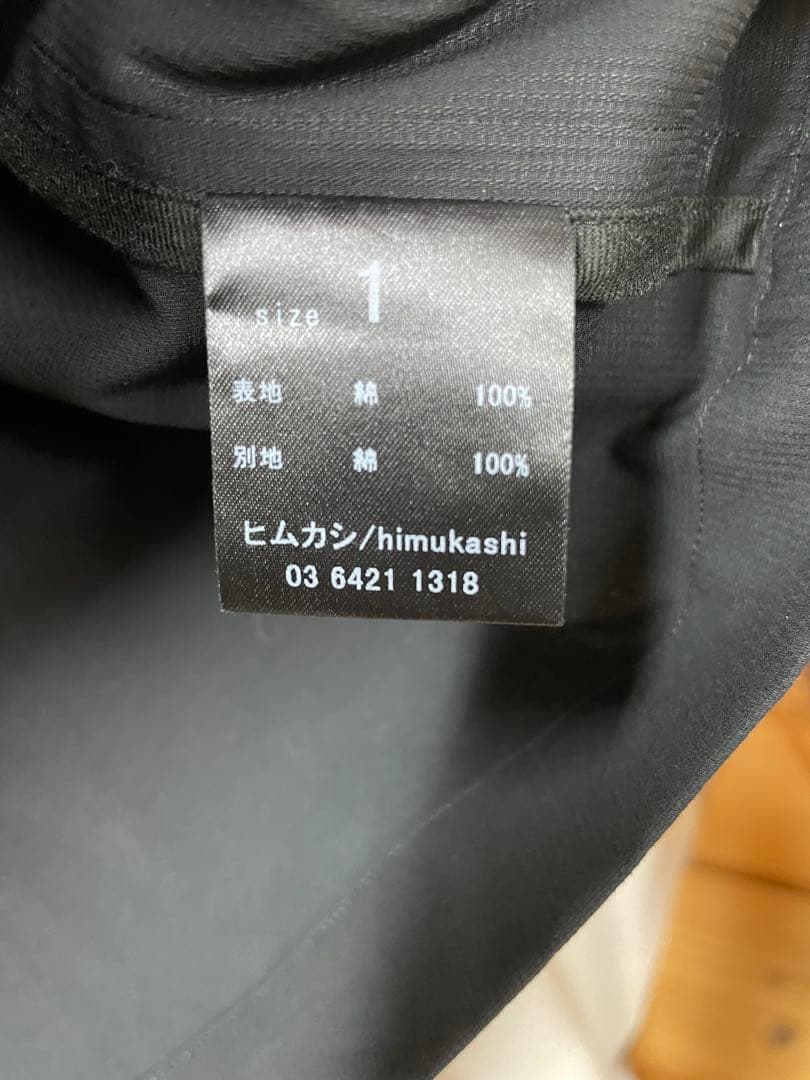 size 1
表地 綿 100%
別地 綿 100%
ヒムカシ/himukashi
03 6421 1318